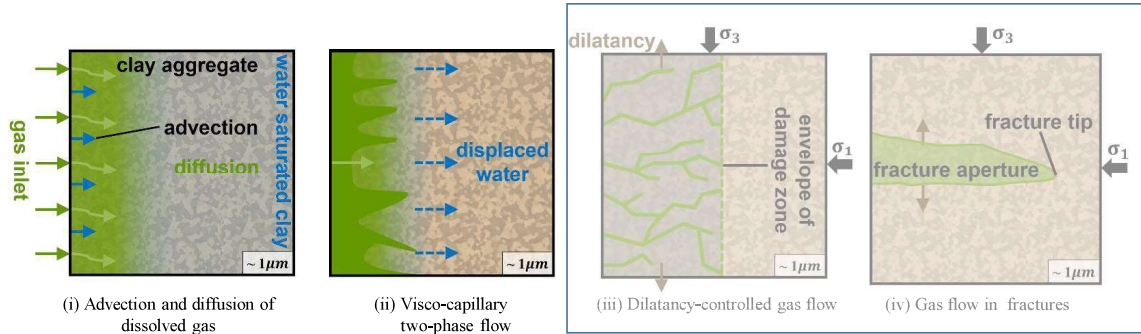 gas inlet
clay aggregate
advection
diffusion
water saturated clay
~ 1μm
(i) Advection and diffusion of
dissolved gas
displaced
water
~ 1μm
(ii) Visco-capillary
two-phase flow
dilatancy
σ3
envelope of
damage zone
σ1
~ 1μm
(iii) Dilatancy-controlled gas flow
σ3
fracture tip
fracture aperture
σ1
~ 1μm
(iv) Gas flow in fractures